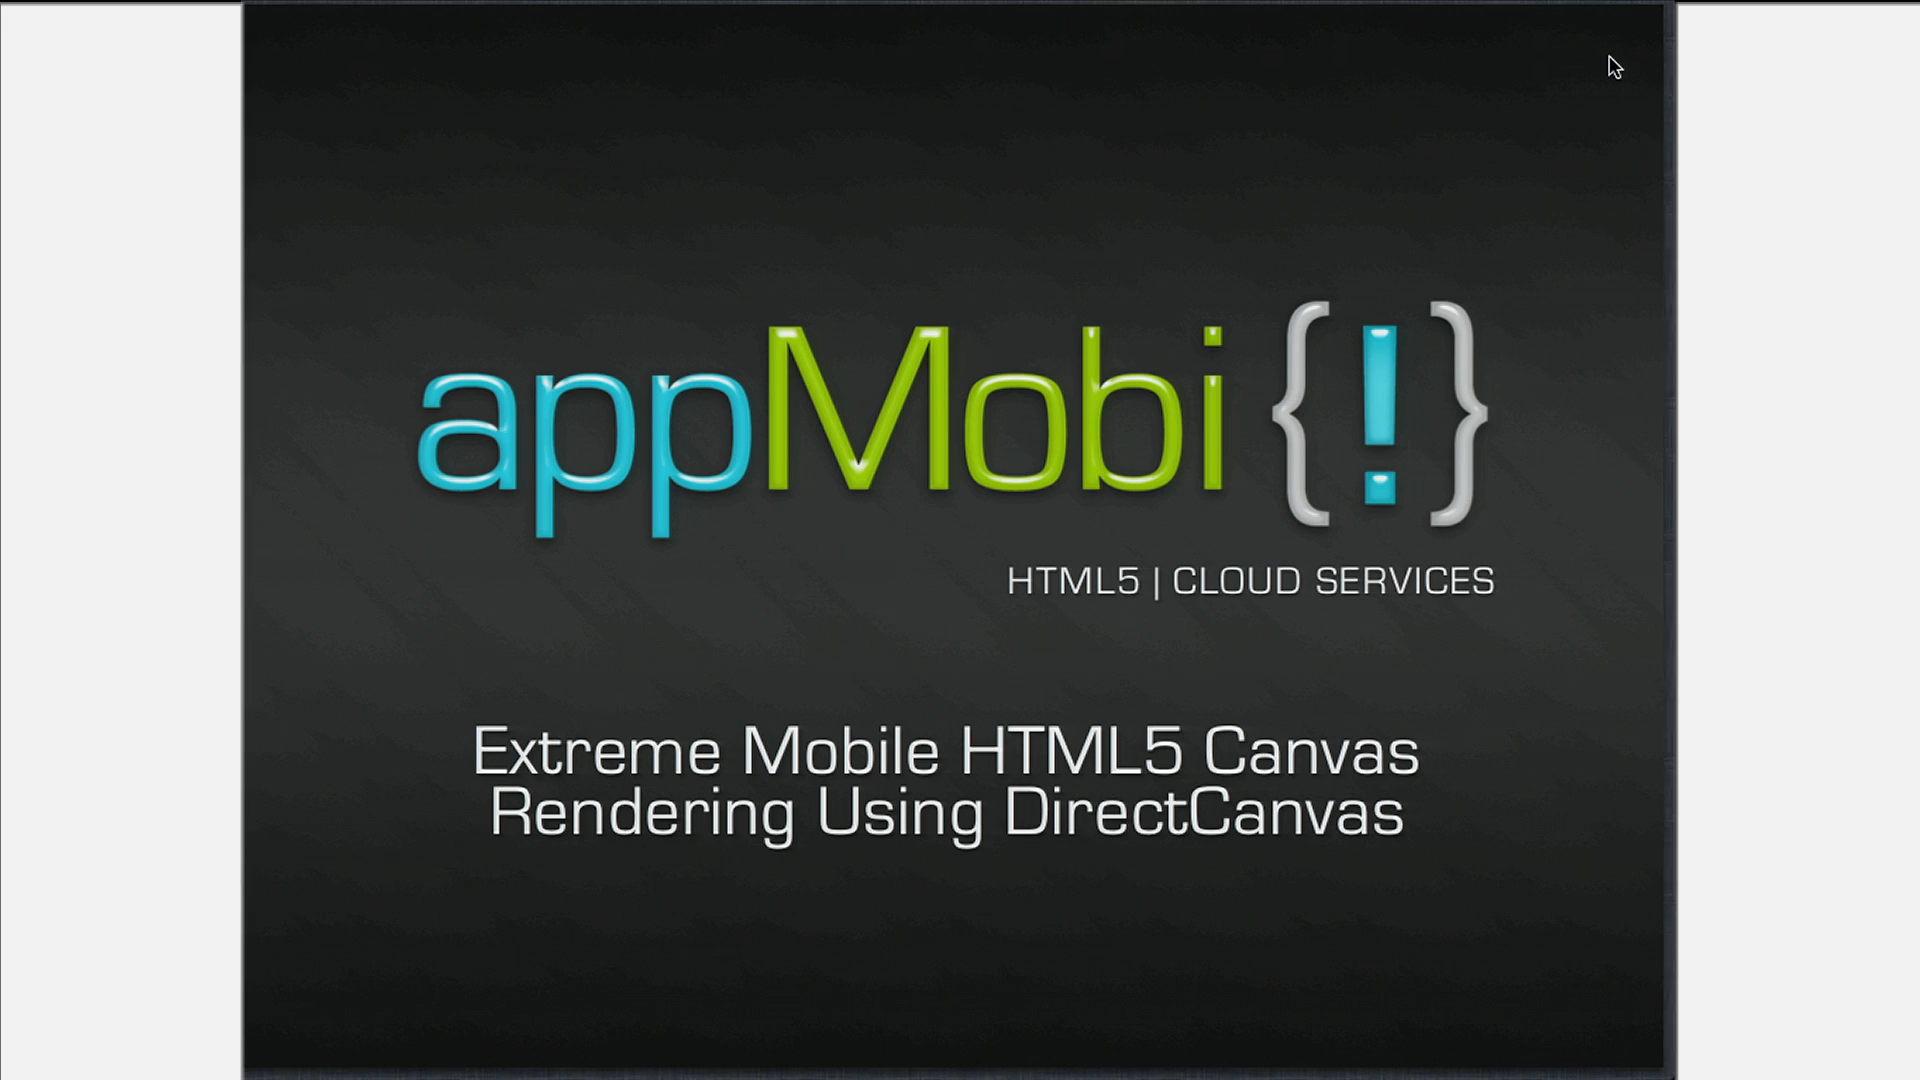 appMobi {!}
HTML5 | CLOUD SERVICES
Extreme Mobile HTML5 Canvas
Rendering Using DirectCanvas